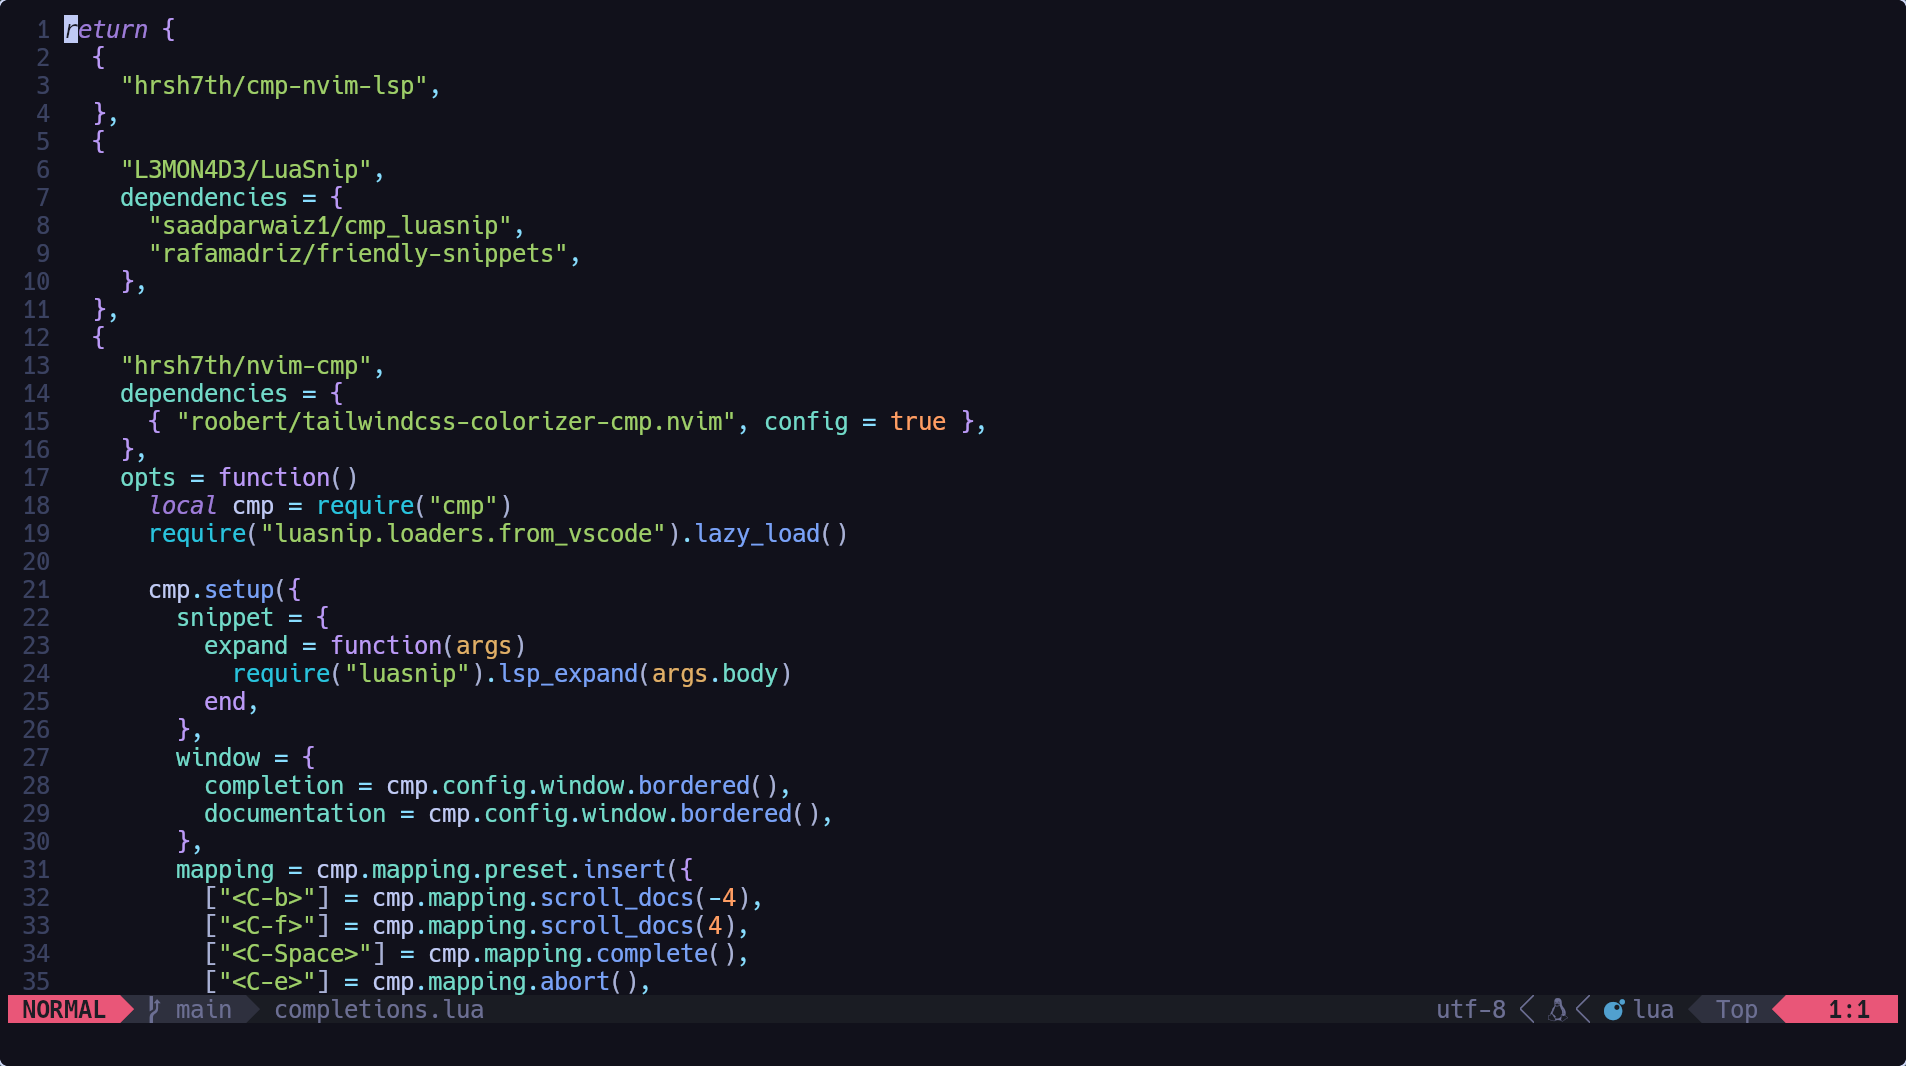 1 return {
2   {
3     "hrsh7th/cmp-nvim-lsp",
4   },
5   {
6     "L3MON4D3/LuaSnip",
7     dependencies = {
8       "saadparwaiz1/cmp_luasnip",
9       "rafamadriz/friendly-snippets",
10     },
11   },
12   {
13     "hrsh7th/nvim-cmp",
14     dependencies = {
15       { "roobert/tailwindcss-colorizer-cmp.nvim", config = true },
16     },
17     opts = function()
18       local cmp = require("cmp")
19       require("luasnip.loaders.from_vscode").lazy_load()
20
21       cmp.setup({
22         snippet = {
23           expand = function(args)
24             require("luasnip").lsp_expand(args.body)
25           end,
26         },
27         window = {
28           completion = cmp.config.window.bordered(),
29           documentation = cmp.config.window.bordered(),
30         },
31         mapping = cmp.mapping.preset.insert({
32           ["<C-b>"] = cmp.mapping.scroll_docs(-4),
33           ["<C-f>"] = cmp.mapping.scroll_docs(4),
34           ["<C-Space>"] = cmp.mapping.complete(),
35           ["<C-e>"] = cmp.mapping.abort(),
NORMAL main completions.lua utf-8 lua Top 1:1